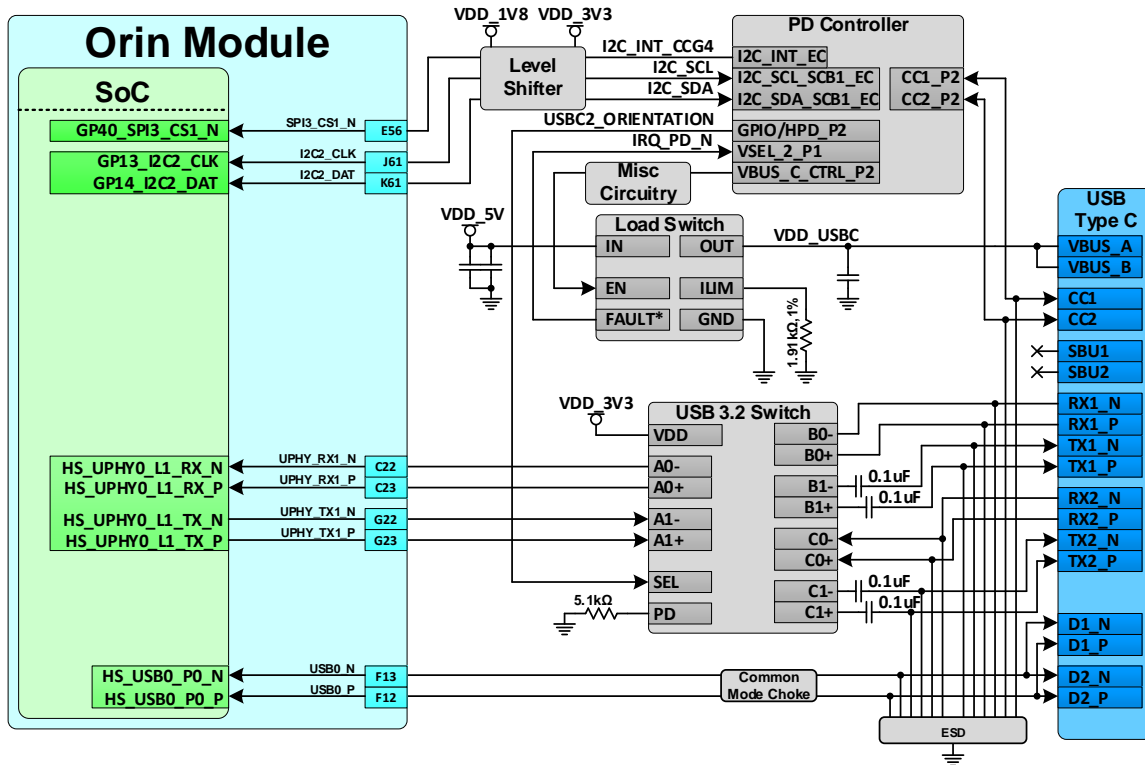 Orin Module
SoC
GP40_SPI3_CS1_N
SPI3_CS1_N
E56
GP13_I2C2_CLK
I2C2_CLK
J61
GP14_I2C2_DAT
I2C2_DAT
K61
VDD_1V8
VDD_3V3
Level
Shifter
I2C_INT_CCG4
I2C_SCL
I2C_SDA
USBC2_ORIENTATION
IRQ_PD_N
PD Controller
I2C_INT_EC
I2C_SCL_SCB1_EC
I2C_SDA_SCB1_EC
GPIO/HPD_P2
VSEL_2_P1
VBUS_C_CTRL_P2
CC1_P2
CC2_P2
Misc
Circuitry
VDD_5V
Load Switch
IN
OUT
EN
ILIM
FAULT*
GND
VDD_USBC
1.91kΩ,1%
USB
Type C
VBUS_A
VBUS_B
CC1
CC2
SBU1
SBU2
RX1_N
RX1_P
TX1_N
TX1_P
RX2_N
RX2_P
TX2_N
TX2_P
D1_N
D1_P
D2_N
D2_P
VDD_3V3
USB 3.2 Switch
VDD
A0-
A0+
A1-
A1+
SEL
PD
B0-
B0+
B1-
B1+
C0-
C0+
C1-
C1+
0.1uF
0.1uF
0.1uF
0.1uF
5.1kΩ
HS_UPHY0_L1_RX_N
UPHY_RX1_N
C22
HS_UPHY0_L1_RX_P
UPHY_RX1_P
C23
HS_UPHY0_L1_TX_N
UPHY_TX1_N
G22
HS_UPHY0_L1_TX_P
UPHY_TX1_P
G23
HS_USB0_P0_N
USB0_N
F13
HS_USB0_P0_P
USB0_P
F12
Common
Mode Choke
ESD